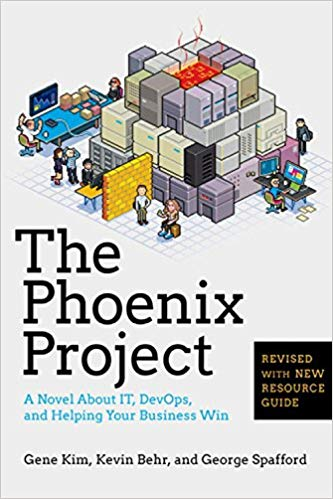 The
Phoenix
Project
A Novel About IT, DevOps,
and Helping Your Business Win
REVISED
WITH NEW
RESOURCE
GUIDE
Gene Kim, Kevin Behr, and George Spafford